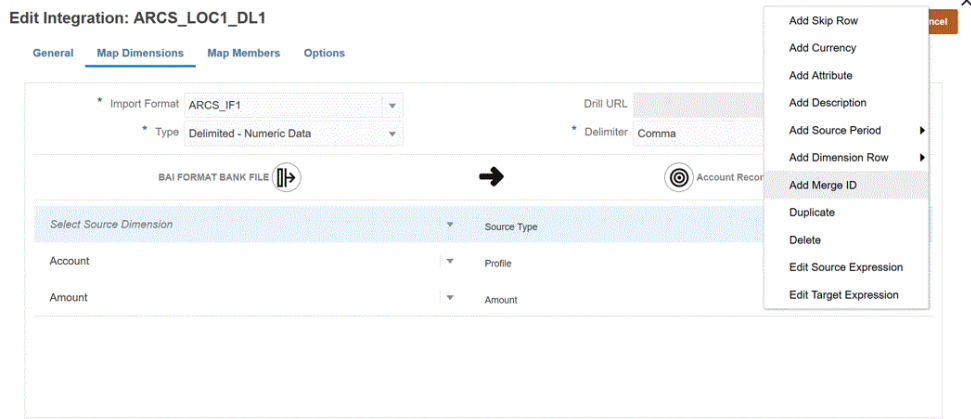 Edit Integration: ARCS_LOC1_DL1
General Map Dimensions Map Members Options
* Import Format ARCS_IF1 Drill URL
* Type Delimited - Numeric Data * Delimiter Comma
BAI FORMAT BANK FILE Account Recon
Select Source Dimension Source Type
Account Profile
Amount Amount
Add Skip Row
Add Currency
Add Attribute
Add Description
Add Source Period
Add Dimension Row
Add Merge ID
Duplicate
Delete
Edit Source Expression
Edit Target Expression
ncel